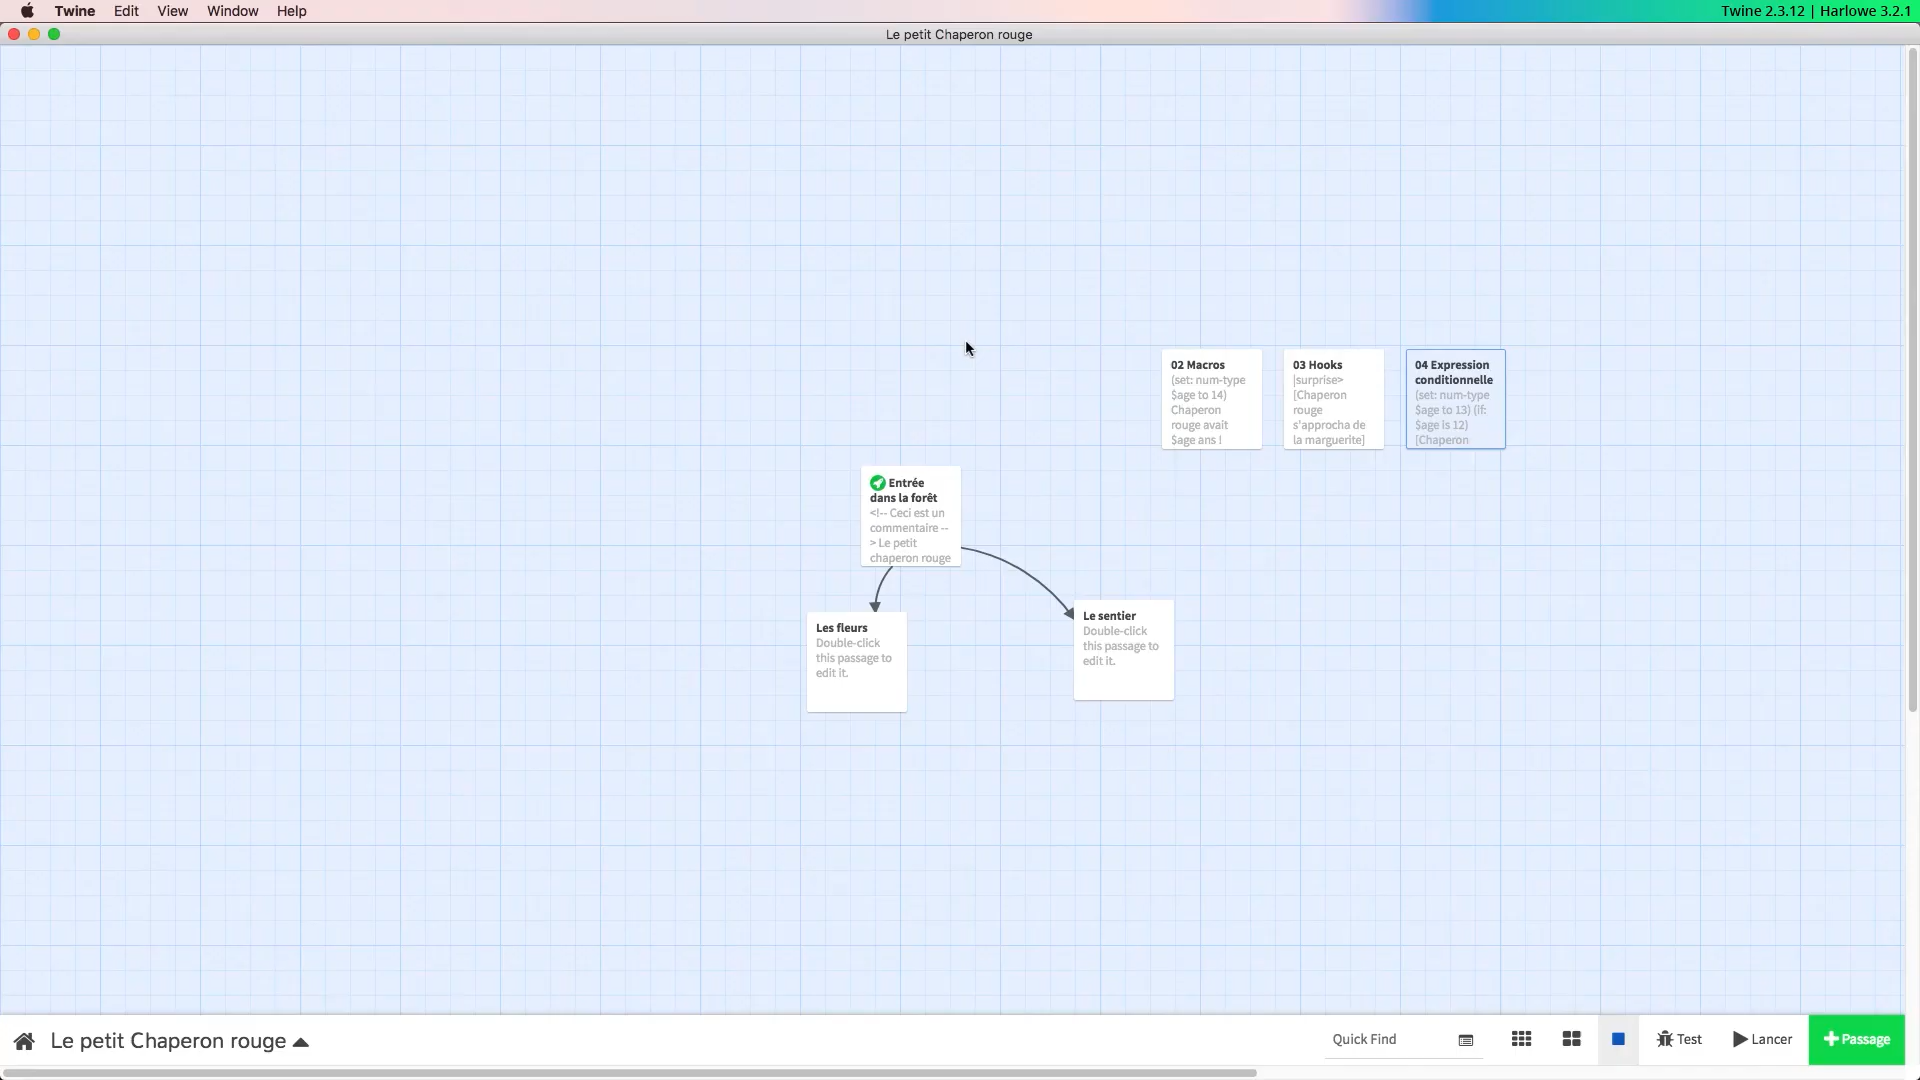 Twine Edit View Window Help
Twine 2.3.12 | Harlowe 3.2.1
Le petit Chaperon rouge
02 Macros
(set: num-type
$age to 14)
Chaperon
rouge avait
$age ans !
03 Hooks
|surprise>
[Chaperon
rouge
s'approcha de
la marguerite]
04 Expression
conditionnelle
(set: num-type
$age to 13) (if:
$age is 12)
[Chaperon
Entrée
dans la forêt
<!-- Ceci est un
commentaire --
> Le petit
chaperon rouge
Les fleurs
Double-click
this passage to
edit it.
Le sentier
Double-click
this passage to
edit it.
Le petit Chaperon rouge
Quick Find
Test
Lancer
Passage